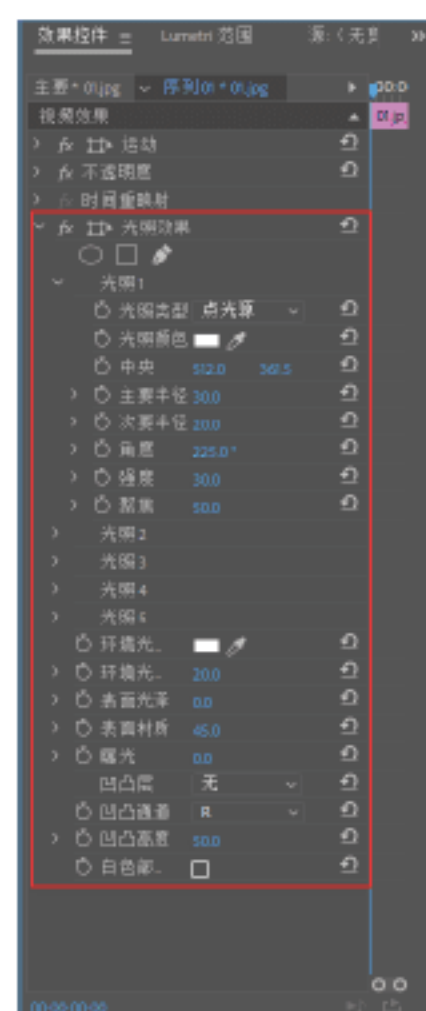 效果控件 Lumetri 范围 源:(无剪
主要*01.jpg 序列01*01.jpg 00:0
视频效果 01.jp
fx 运动
fx 不透明度
fx 时间重映射
fx 光照效果
光照1
光照类型 点光源
光照颜色
中央 512.0 361.5
主要半径 30.0
次要半径 20.0
角度 225.0°
强度 30.0
聚焦 50.0
光照2
光照3
光照4
光照5
环境光...
环境光... 20.0
表面光泽 0.0
表面材质 45.0
曝光 0.0
凹凸层 无
凹凸通道 R
凹凸高度 50.0
白色部...
00:00:00:00